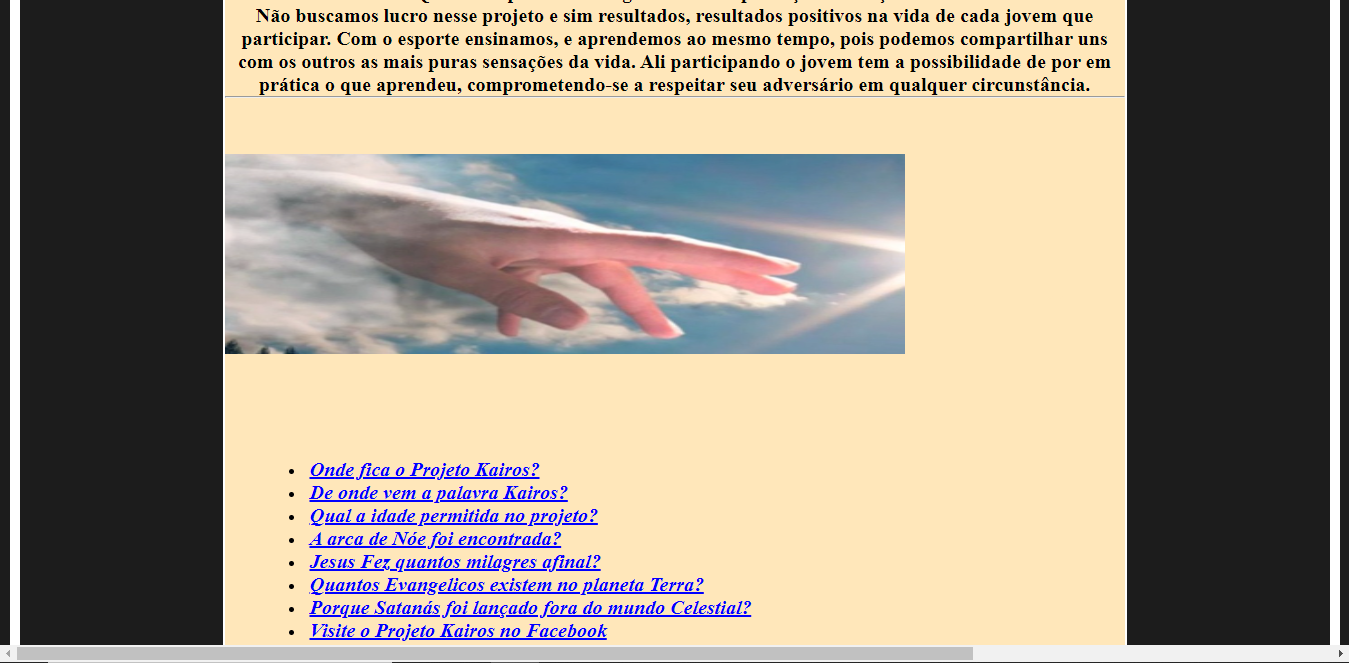 Não buscamos lucro nesse projeto e sim resultados, resultados positivos na vida de cada jovem que
participar. Com o esporte ensinamos, e aprendemos ao mesmo tempo, pois podemos compartilhar uns
com os outros as mais puras sensações da vida. Ali participando o jovem tem a possibilidade de por em
prática o que aprendeu, comprometendo-se a respeitar seu adversário em qualquer circunstância.
Onde fica o Projeto Kairos?
De onde vem a palavra Kairos?
Qual a idade permitida no projeto?
A arca de Nóe foi encontrada?
Jesus Fez quantos milagres afinal?
Quantos Evangelicos existem no planeta Terra?
Porque Satanás foi lançado fora do mundo Celestial?
Visite o Projeto Kairos no Facebook